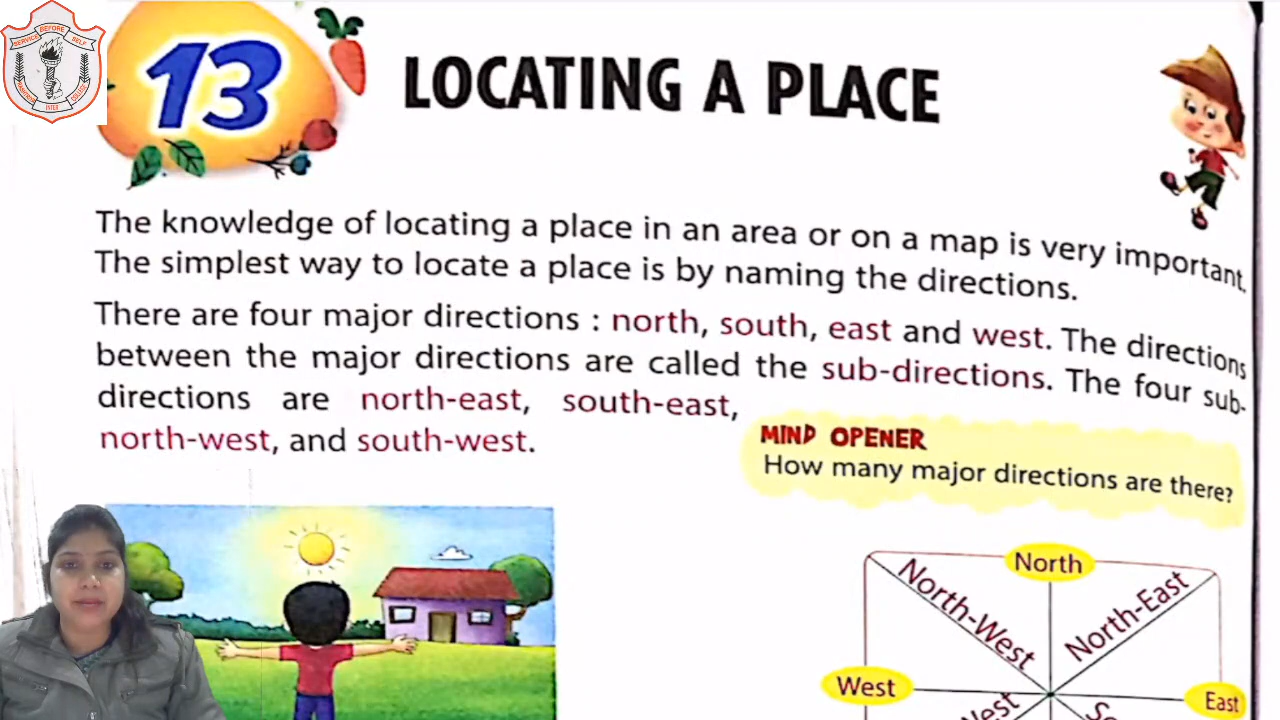 SERVICE BEFORE SELF
INTER
13
LOCATING A PLACE
The knowledge of locating a place in an area or on a map is very important.
The simplest way to locate a place is by naming the directions.
There are four major directions : north, south, east and west. The directions
between the major directions are called the sub-directions. The four sub-
directions are north-east, south-east,
north-west, and south-west.
MIND OPENER
How many major directions are there?
North
North-West
North-East
West
East